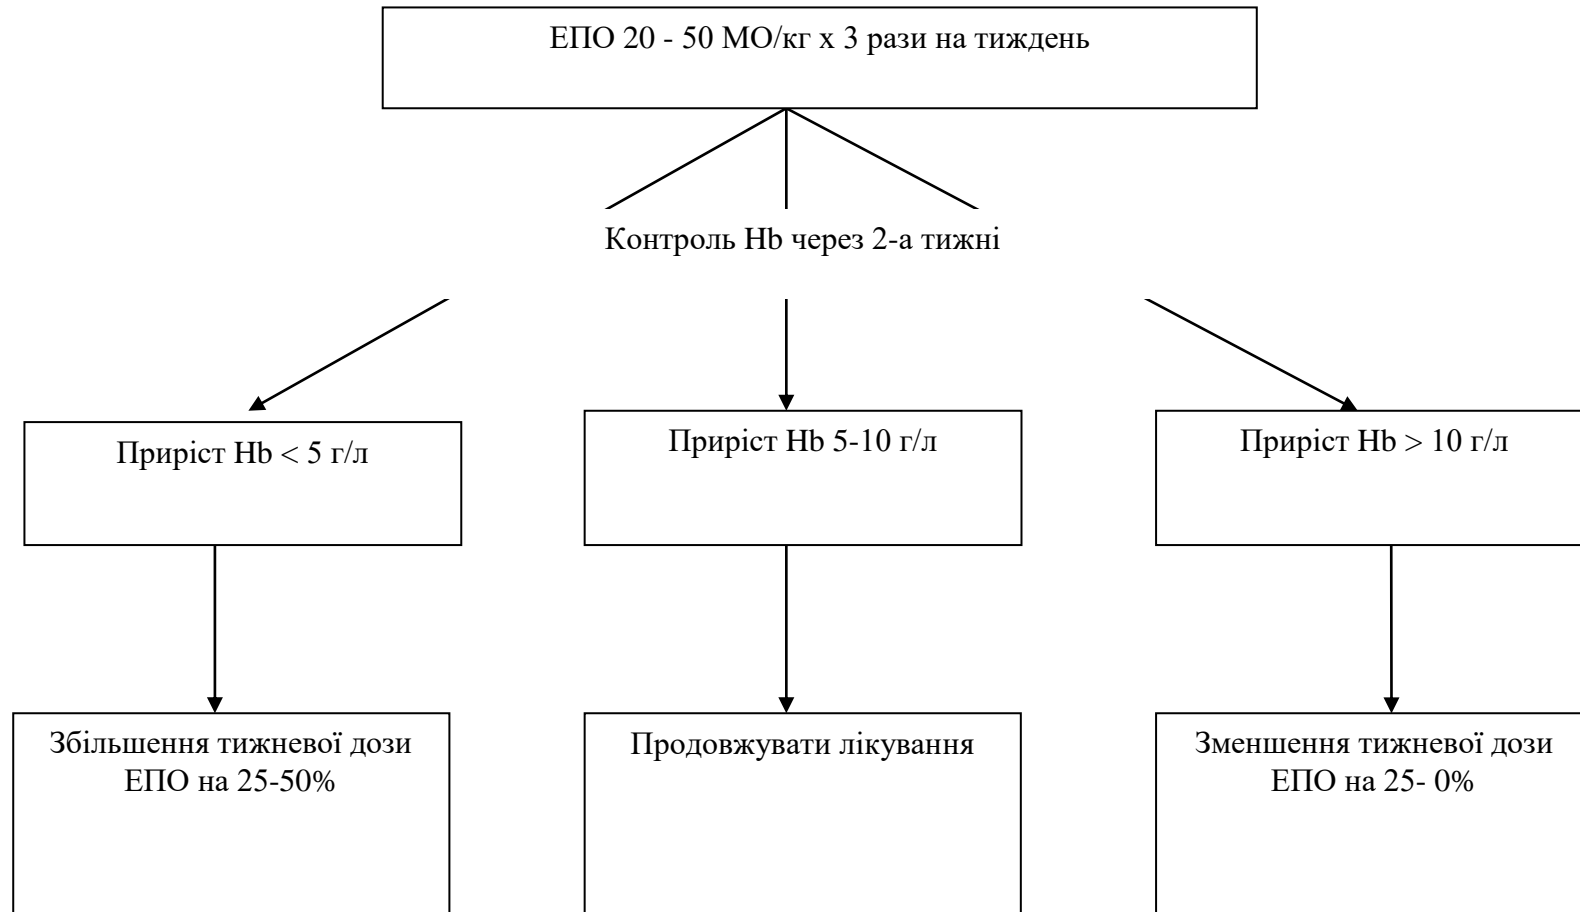 ЕПО 20 - 50 МО/кг х 3 рази на тиждень
Контроль Hb через 2-а тижні
Приріст Hb < 5 г/л
Приріст Hb 5-10 г/л
Приріст Hb > 10 г/л
Збільшення тижневої дози
ЕПО на 25-50%
Продовжувати лікування
Зменшення тижневої дози
ЕПО на 25- 0%